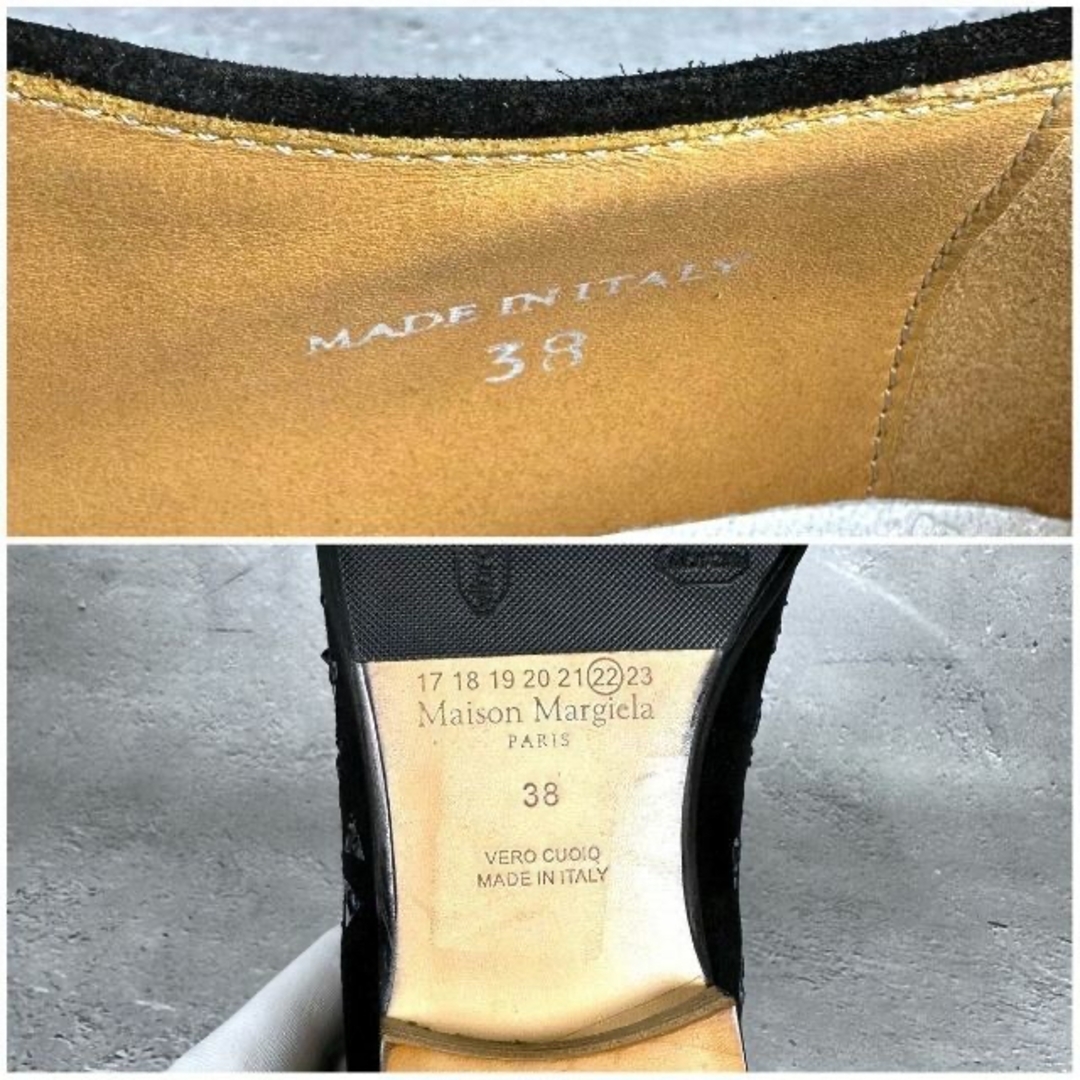 MADE IN ITALY
38
17 18 19 20 21 22 23
Maison Margiela
PARIS
38
VERO CUOIO
MADE IN ITALY